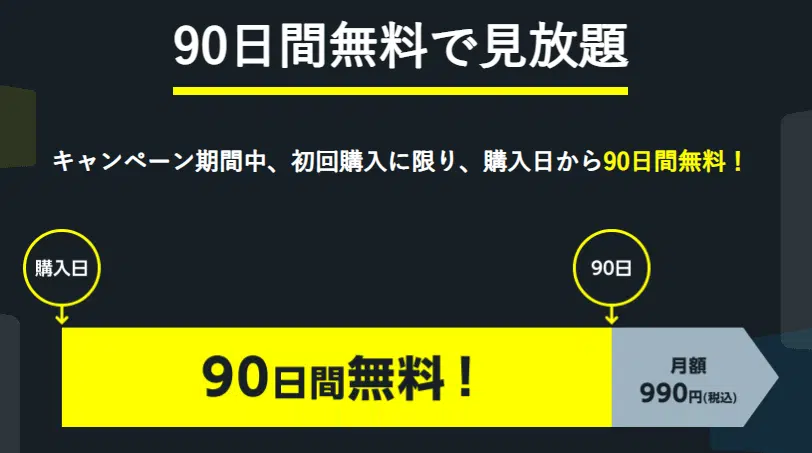 90日間無料で見放題
キャンペーン期間中、初回購入に限り、購入日から90日間無料！
購入日
90日
90日間無料！
月額
990円(税込)